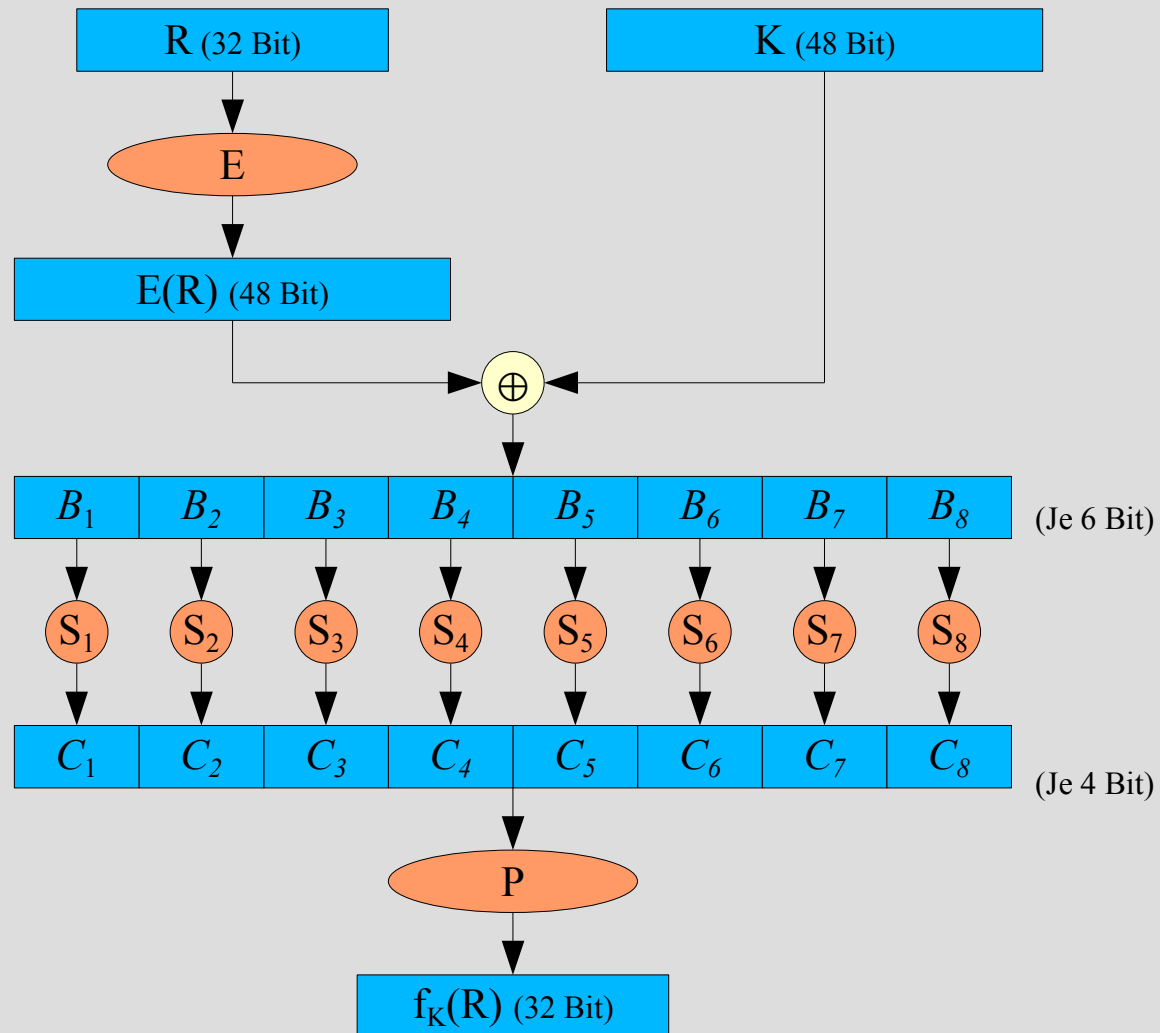 R (32 Bit) K (48 Bit)
E
E(R) (48 Bit)
⊕
B₁ B₂ B₃ B₄ B₅ B₆ B₇ B₈ (Je 6 Bit)
S₁ S₂ S₃ S₄ S₅ S₆ S₇ S₈
C₁ C₂ C₃ C₄ C₅ C₆ C₇ C₈ (Je 4 Bit)
P
f_K(R) (32 Bit)